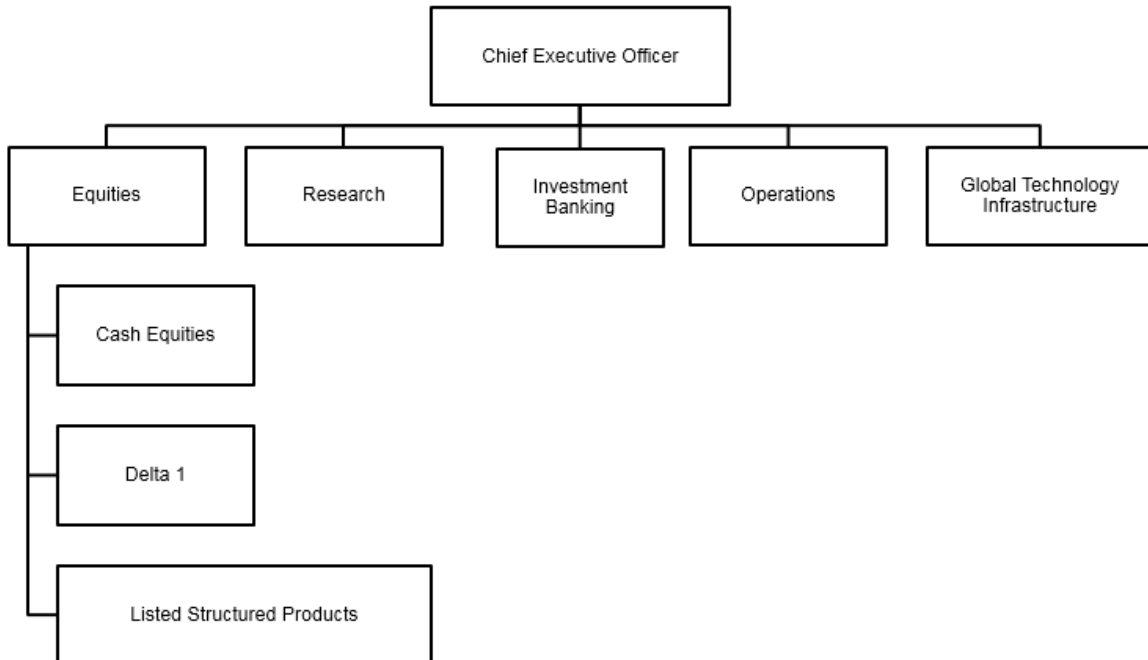 Chief Executive Officer
Equities
Research
Investment
Banking
Operations
Global Technology
Infrastructure
Cash Equities
Delta 1
Listed Structured Products